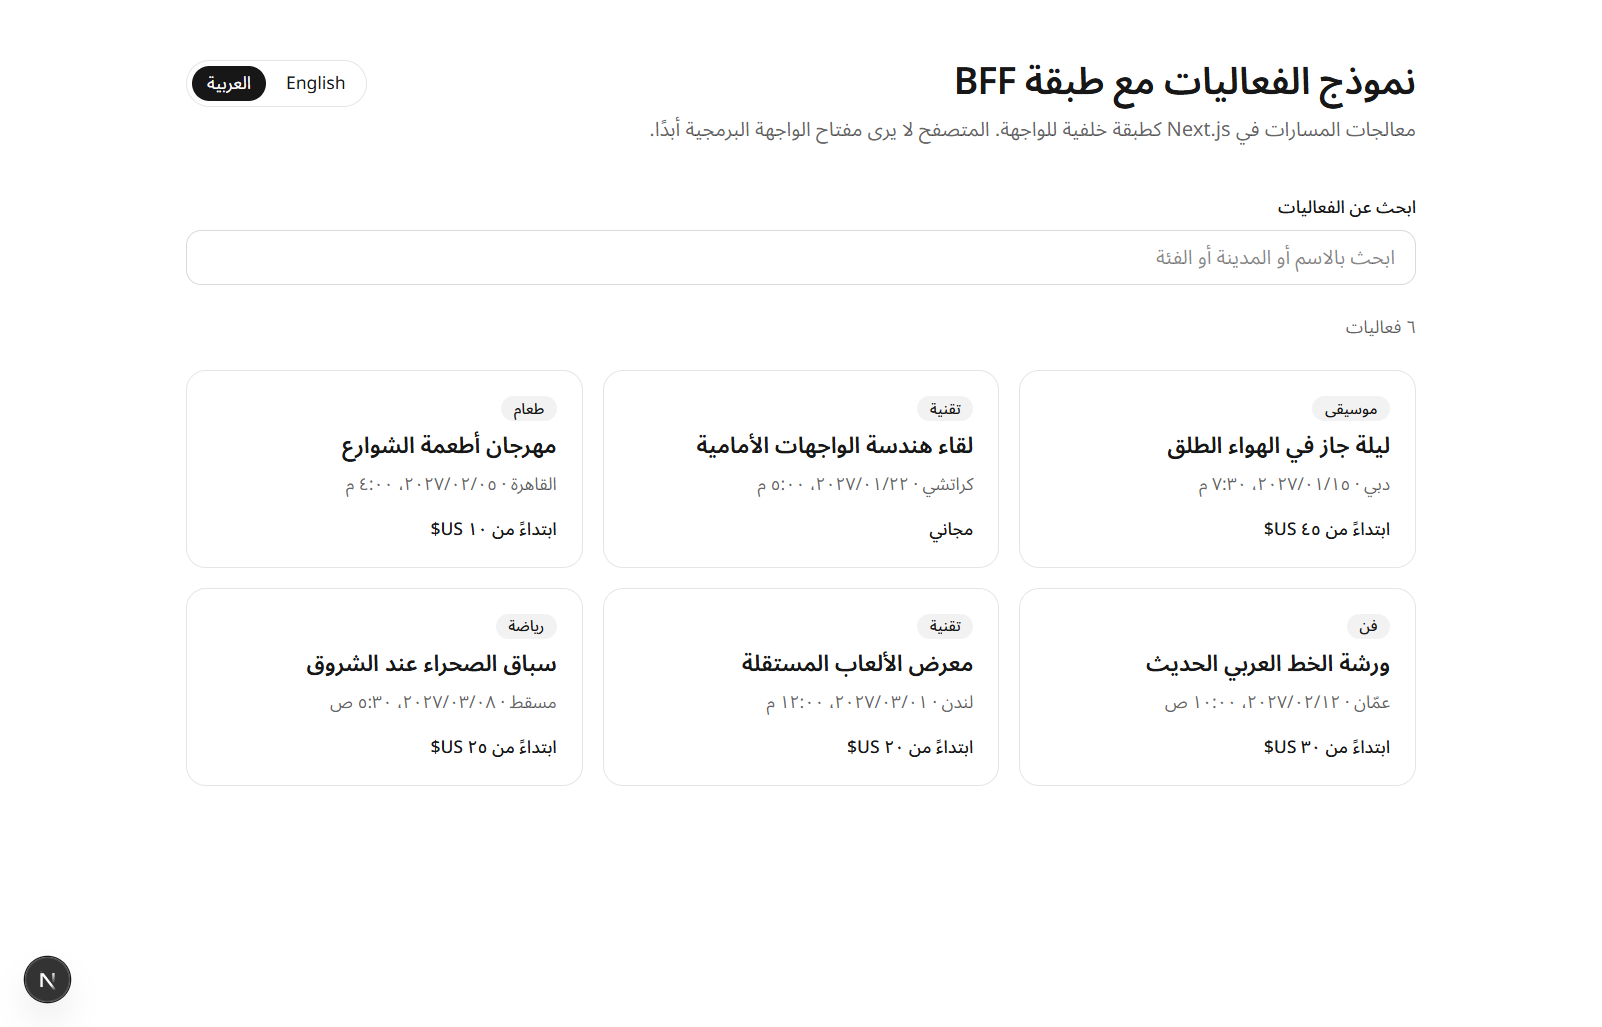 نموذج الفعاليات مع طبقة BFF
معالجات المسارات في Next.js كطبقة خلفية للواجهة. المتصفح لا يرى مفتاح الواجهة البرمجية أبدًا.
English
العربية
ابحث عن الفعاليات
ابحث بالاسم أو المدينة أو الفئة
٦ فعاليات
موسيقى
ليلة جاز في الهواء الطلق
دبي · ٢٠٢٧/٠١/١٥، ٧:٣٠ م
ابتداءً من ٤٥ US$
تقنية
لقاء هندسة الواجهات الأمامية
كراتشي · ٢٠٢٧/٠١/٢٢، ٥:٠٠ م
مجاني
طعام
مهرجان أطعمة الشوارع
القاهرة · ٢٠٢٧/٠٢/٠٥، ٤:٠٠ م
ابتداءً من ١٠ US$
فن
ورشة الخط العربي الحديث
عمّان · ٢٠٢٧/٠٢/١٢، ١٠:٠٠ ص
ابتداءً من ٣٠ US$
تقنية
معرض الألعاب المستقلة
لندن · ٢٠٢٧/٠٣/٠١، ١٢:٠٠ م
ابتداءً من ٢٠ US$
رياضة
سباق الصحراء عند الشروق
مسقط · ٢٠٢٧/٠٣/٠٨، ٥:٣٠ ص
ابتداءً من ٢٥ US$
N